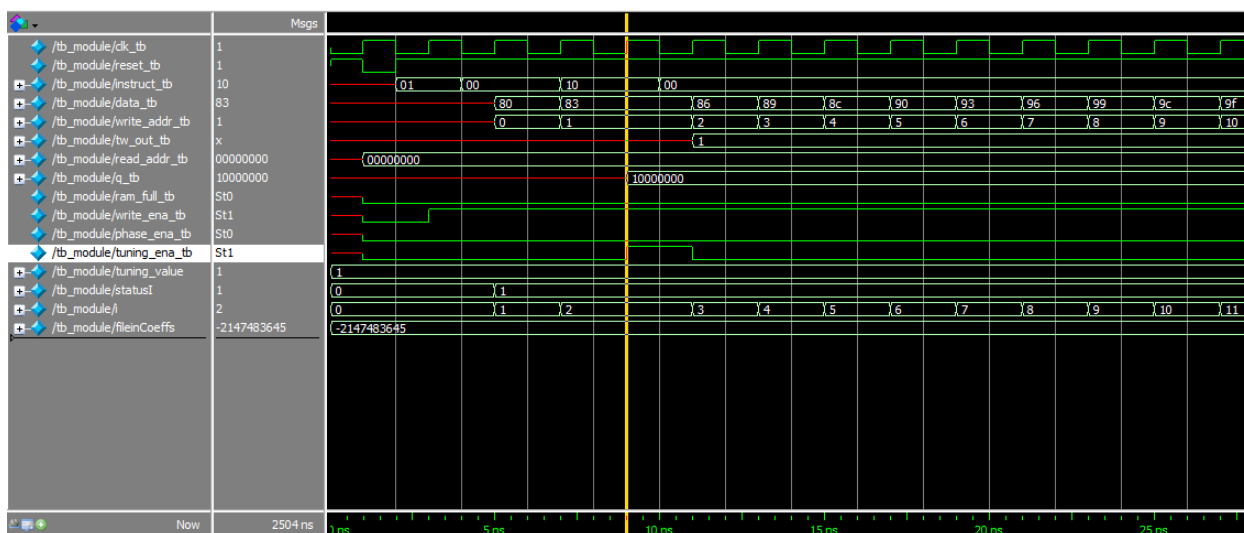 Msgs
/tb_module/clk_tb 1
/tb_module/reset_tb 1
/tb_module/instruct_tb 10 01 00 10 00
/tb_module/data_tb 83 80 83 86 89 8c 90 93 96 99 9c 9f
/tb_module/write_addr_tb 1 0 1 2 3 4 5 6 7 8 9 10
/tb_module/tw_out_tb x 1
/tb_module/read_addr_tb 00000000 00000000
/tb_module/q_tb 10000000 10000000
/tb_module/ram_full_tb St0
/tb_module/write_ena_tb St1
/tb_module/phase_ena_tb St0
/tb_module/tuning_ena_tb St1
/tb_module/tuning_value 1 1
/tb_module/statusI 1 0 1
/tb_module/i 2 0 1 2 3 4 5 6 7 8 9 10 11
/tb_module/fileinCoeffs -2147483645 -2147483645
Now 2504 ns 0 ns 5 ns 10 ns 15 ns 20 ns 25 ns